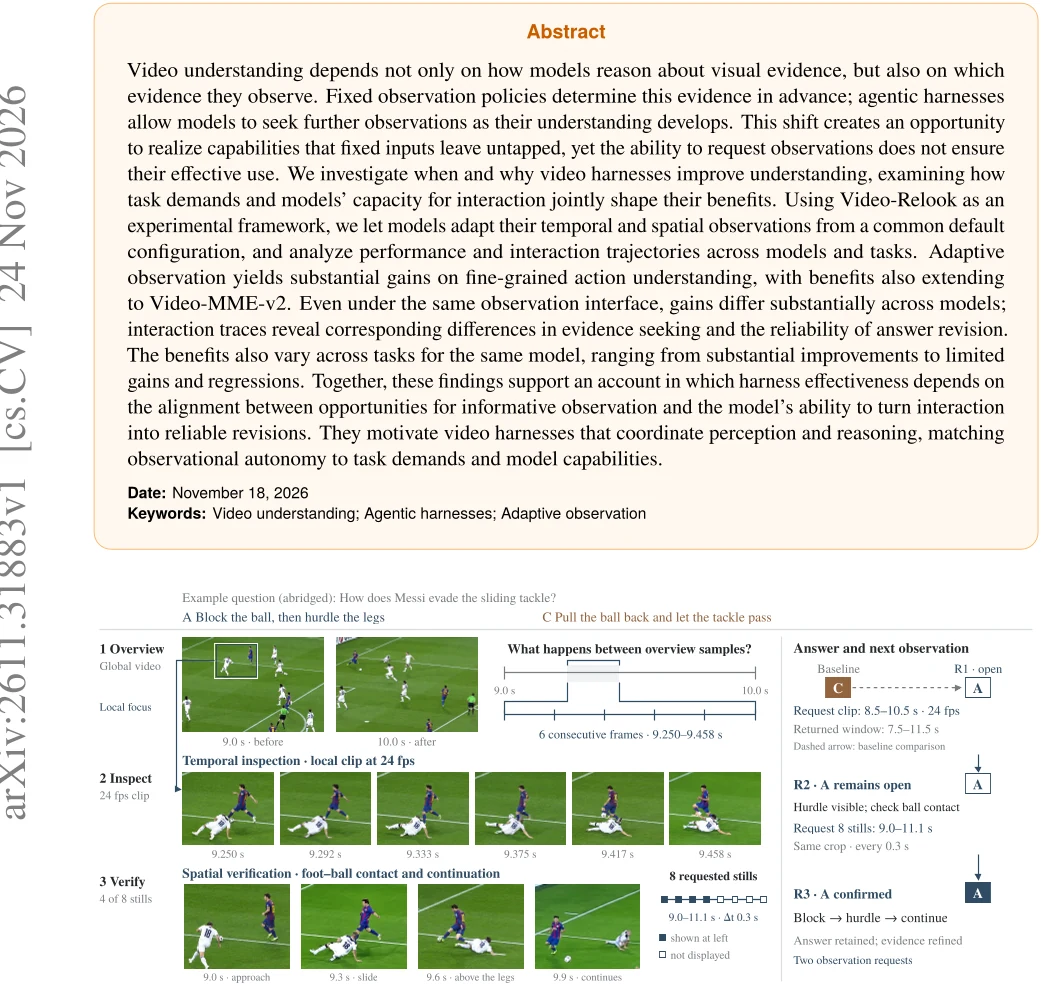 arXiv:2611.31883v1 [cs.CV] 24 Nov 2026
Abstract
Video understanding depends not only on how models reason about visual evidence, but also on which
evidence they observe. Fixed observation policies determine this evidence in advance; agentic harnesses
allow models to seek further observations as their understanding develops. This shift creates an opportunity
to realize capabilities that fixed inputs leave untapped, yet the ability to request observations does not ensure
their effective use. We investigate when and why video harnesses improve understanding, examining how
task demands and models' capacity for interaction jointly shape their benefits. Using Video-Relook as an
experimental framework, we let models adapt their temporal and spatial observations from a common default
configuration, and analyze performance and interaction trajectories across models and tasks. Adaptive
observation yields substantial gains on fine-grained action understanding, with benefits also extending
to Video-MME-v2. Even under the same observation interface, gains differ substantially across models;
interaction traces reveal corresponding differences in evidence seeking and the reliability of answer revision.
The benefits also vary across tasks for the same model, ranging from substantial improvements to limited
gains and regressions. Together, these findings support an account in which harness effectiveness depends on
the alignment between opportunities for informative observation and the model's ability to turn interaction
into reliable revisions. They motivate video harnesses that coordinate perception and reasoning, matching
observational autonomy to task demands and model capabilities.
Date: November 18, 2026
Keywords: Video understanding; Agentic harnesses; Adaptive observation
Example question (abridged): How does Messi evade the sliding tackle?
A Block the ball, then hurdle the legs
C Pull the ball back and let the tackle pass
1 Overview
Global video
Local focus
9.0 s · before
10.0 s · after
What happens between overview samples?
9.0 s
10.0 s
6 consecutive frames · 9.250–9.458 s
2 Inspect
24 fps clip
Temporal inspection · local clip at 24 fps
9.250 s
9.292 s
9.333 s
9.375 s
9.417 s
9.458 s
3 Verify
4 of 8 stills
Spatial verification · foot–ball contact and continuation
9.0 s · approach
9.3 s · slide
9.6 s · above the legs
9.9 s · continues
8 requested stills
9.0–11.1 s · Δt 0.3 s
shown at left
not displayed
Answer and next observation
Baseline
R1 · open
C
A
Request clip: 8.5–10.5 s · 24 fps
Returned window: 7.5–11.5 s
Dashed arrow: baseline comparison
R2 · A remains open
A
Hurdle visible; check ball contact
Request 8 stills: 9.0–11.1 s
Same crop · every 0.3 s
R3 · A confirmed
A
Block → hurdle → continue
Answer retained; evidence refined
Two observation requests